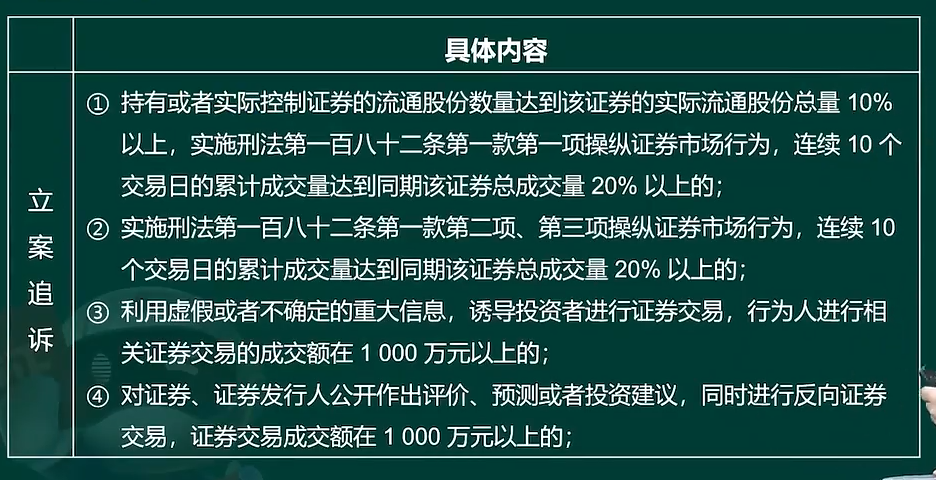 具体内容
立案追诉
① 持有或者实际控制证券的流通股份数量达到该证券的实际流通股份总量 10%
以上，实施刑法第一百八十二条第一款第一项操纵证券市场行为，连续 10 个
交易日的累计成交量达到同期该证券总成交量 20% 以上的；
② 实施刑法第一百八十二条第一款第二项、第三项操纵证券市场行为，连续 10
个交易日的累计成交量达到同期该证券总成交量 20% 以上的；
③ 利用虚假或者不确定的重大信息，诱导投资者进行证券交易，行为人进行相
关证券交易的成交额在 1 000 万元以上的；
④ 对证券、证券发行人公开作出评价、预测或者投资建议，同时进行反向证券
交易，证券交易成交额在 1 000 万元以上的；